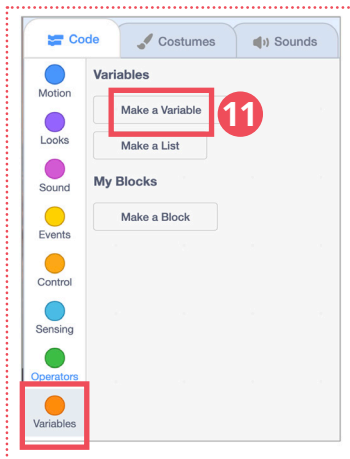 Code Costumes Sounds
Variables
Motion
Make a Variable 11
Looks
Make a List
Sound
My Blocks
Make a Block
Events
Control
Sensing
Operators
Variables